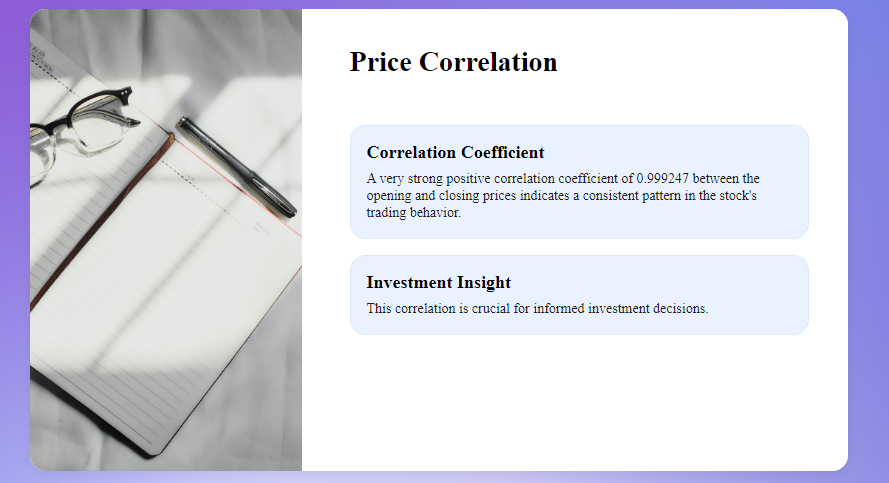 Price Correlation
Correlation Coefficient
A very strong positive correlation coefficient of 0.999247 between the
opening and closing prices indicates a consistent pattern in the stock's
trading behavior.
Investment Insight
This correlation is crucial for informed investment decisions.